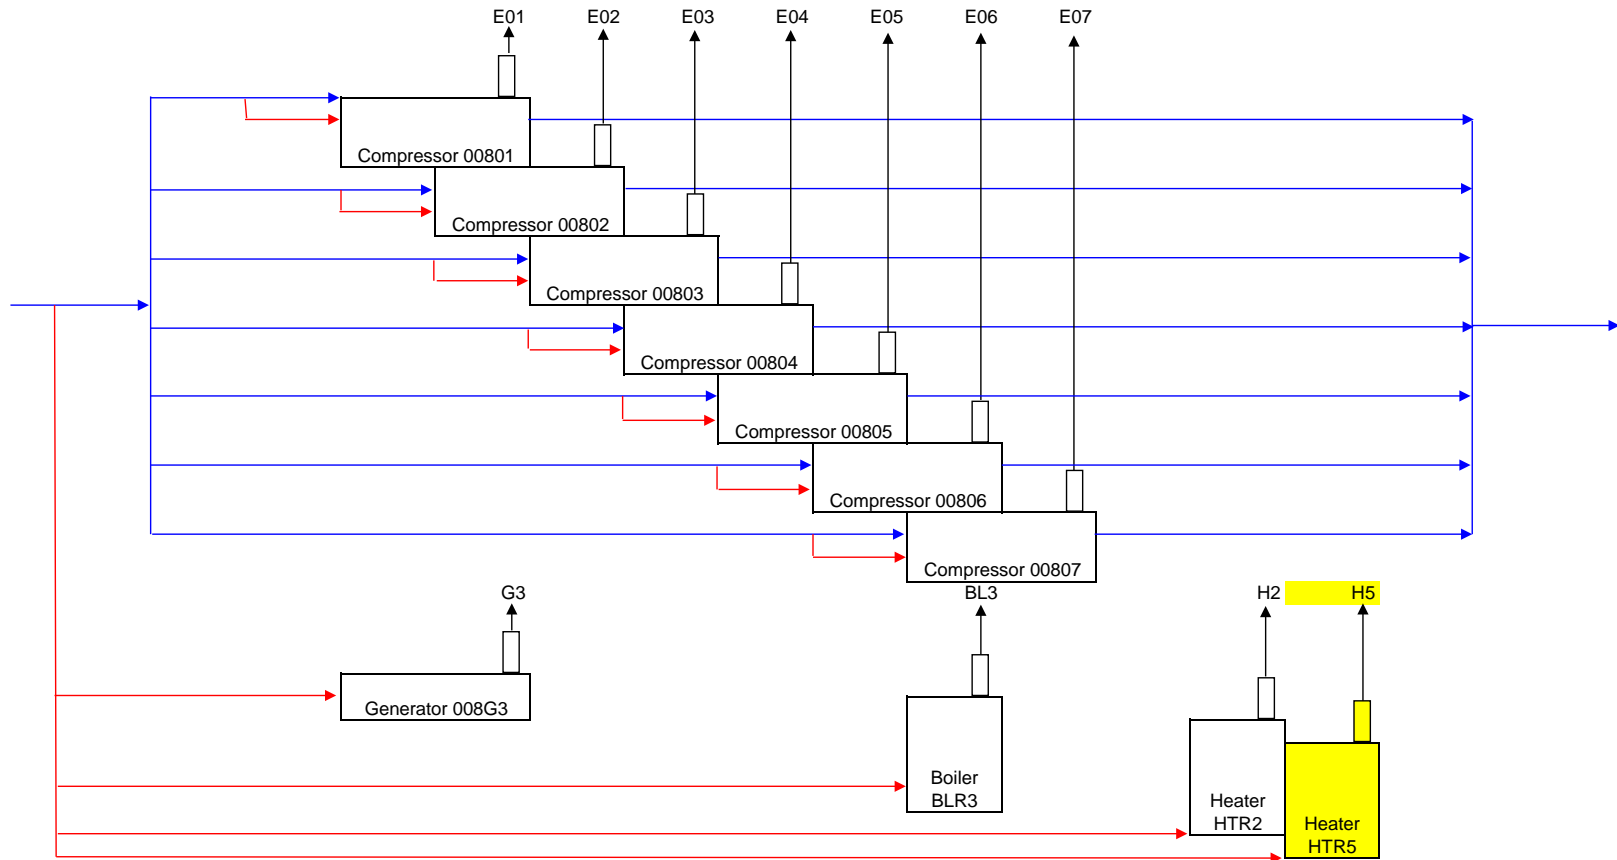 E01 E02 E03 E04 E05 E06 E07
Compressor 00801
Compressor 00802
Compressor 00803
Compressor 00804
Compressor 00805
Compressor 00806
Compressor 00807
G3 BL3 H2 H5
Generator 008G3
Boiler
BLR3
Heater
HTR2
Heater
HTR5